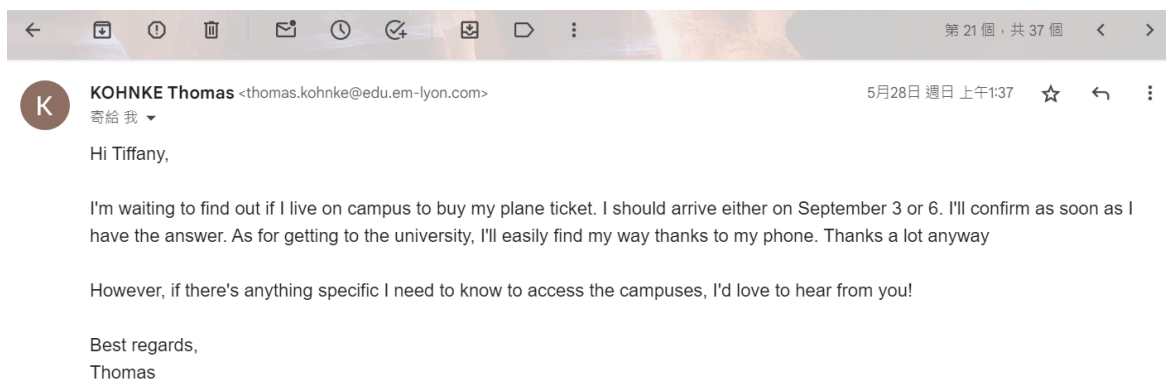 第 21 個，共 37 個
K
KOHNKE Thomas <thomas.kohnke@edu.em-lyon.com>
5月28日 週日 上午1:37
寄給 我
Hi Tiffany,
I'm waiting to find out if I live on campus to buy my plane ticket. I should arrive either on September 3 or 6. I'll confirm as soon as I
have the answer. As for getting to the university, I'll easily find my way thanks to my phone. Thanks a lot anyway
However, if there's anything specific I need to know to access the campuses, I'd love to hear from you!
Best regards,
Thomas